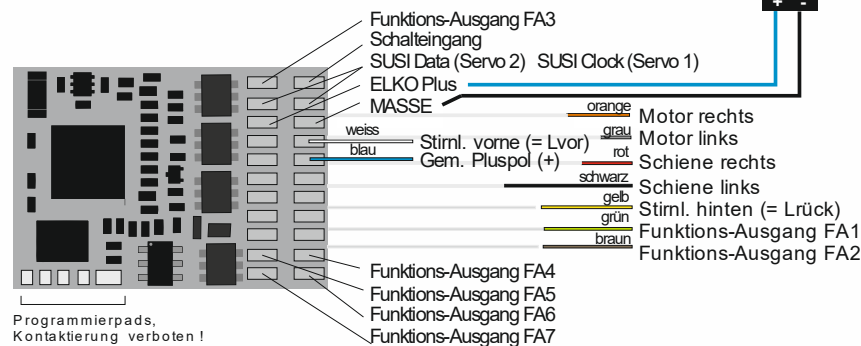 + -
Funktions-Ausgang FA3
Schalteingang
SUSI Data (Servo 2) SUSI Clock (Servo 1)
ELKO Plus
MASSE
orange
Motor rechts
weiss
Stirnl. vorne (= Lvor)
grau
Motor links
blau
Gem. Pluspol (+)
rot
Schiene rechts
schwarz
Schiene links
gelb
Stirnl. hinten (= Lrück)
grün
Funktions-Ausgang FA1
braun
Funktions-Ausgang FA2
Funktions-Ausgang FA4
Funktions-Ausgang FA5
Funktions-Ausgang FA6
Funktions-Ausgang FA7
Programmierpads,
Kontaktierung verboten !